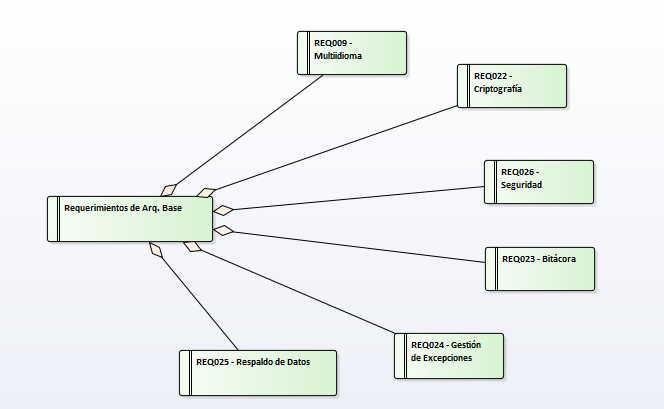 REQ009 -
Multiidioma
REQ022 -
Criptografía
REQ026 -
Seguridad
Requerimientos de Arq. Base
REQ023 - Bitácora
REQ024 - Gestión
de Excepciones
REQ025 - Respaldo de Datos